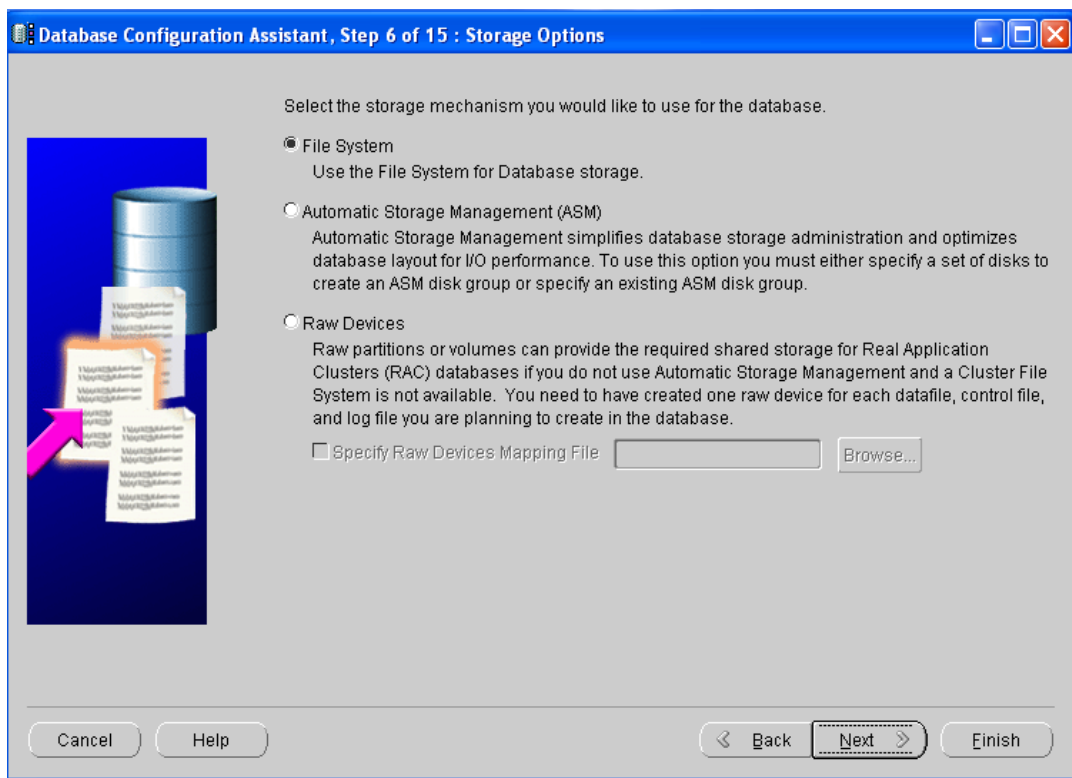 Database Configuration Assistant, Step 6 of 15 : Storage Options
Select the storage mechanism you would like to use for the database.
File System
Use the File System for Database storage.
Automatic Storage Management (ASM)
Automatic Storage Management simplifies database storage administration and optimizes
database layout for I/O performance. To use this option you must either specify a set of disks to
create an ASM disk group or specify an existing ASM disk group.
Raw Devices
Raw partitions or volumes can provide the required shared storage for Real Application
Clusters (RAC) databases if you do not use Automatic Storage Management and a Cluster File
System is not available.  You need to have created one raw device for each datafile, control file,
and log file you are planning to create in the database.
Specify Raw Devices Mapping File
Browse...
Cancel
Help
Back
Next
Finish